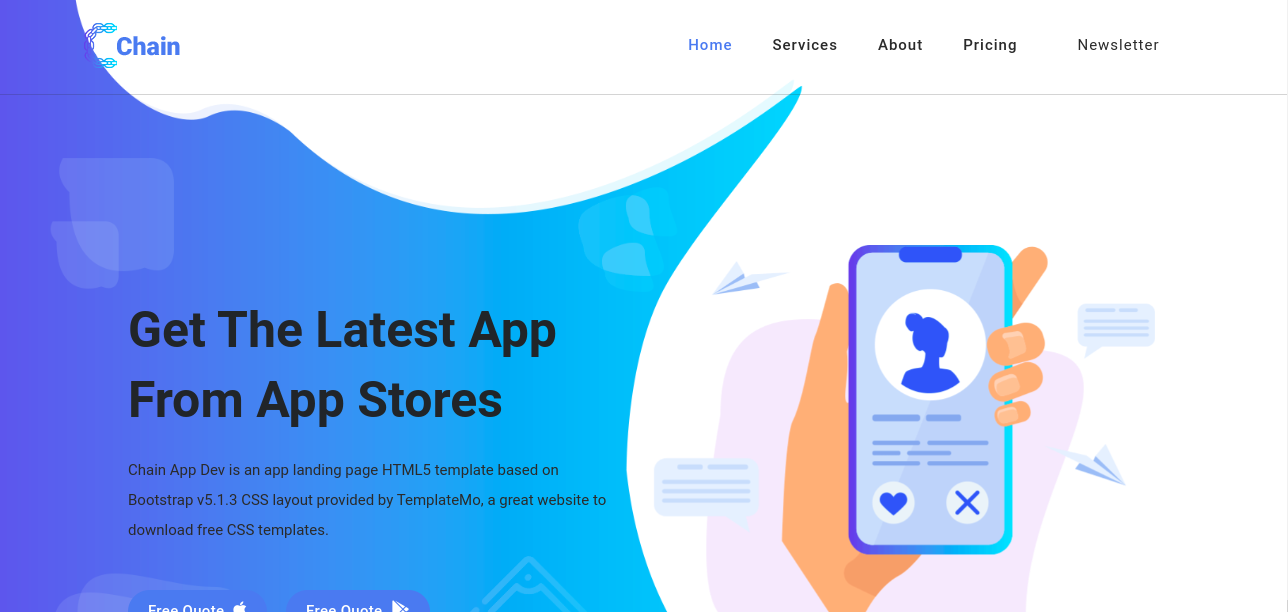 Chain
Home Services About Pricing Newsletter
Get The Latest App
From App Stores
Chain App Dev is an app landing page HTML5 template based on
Bootstrap v5.1.3 CSS layout provided by TemplateMo, a great website to
download free CSS templates.
Free Quote Free Quote